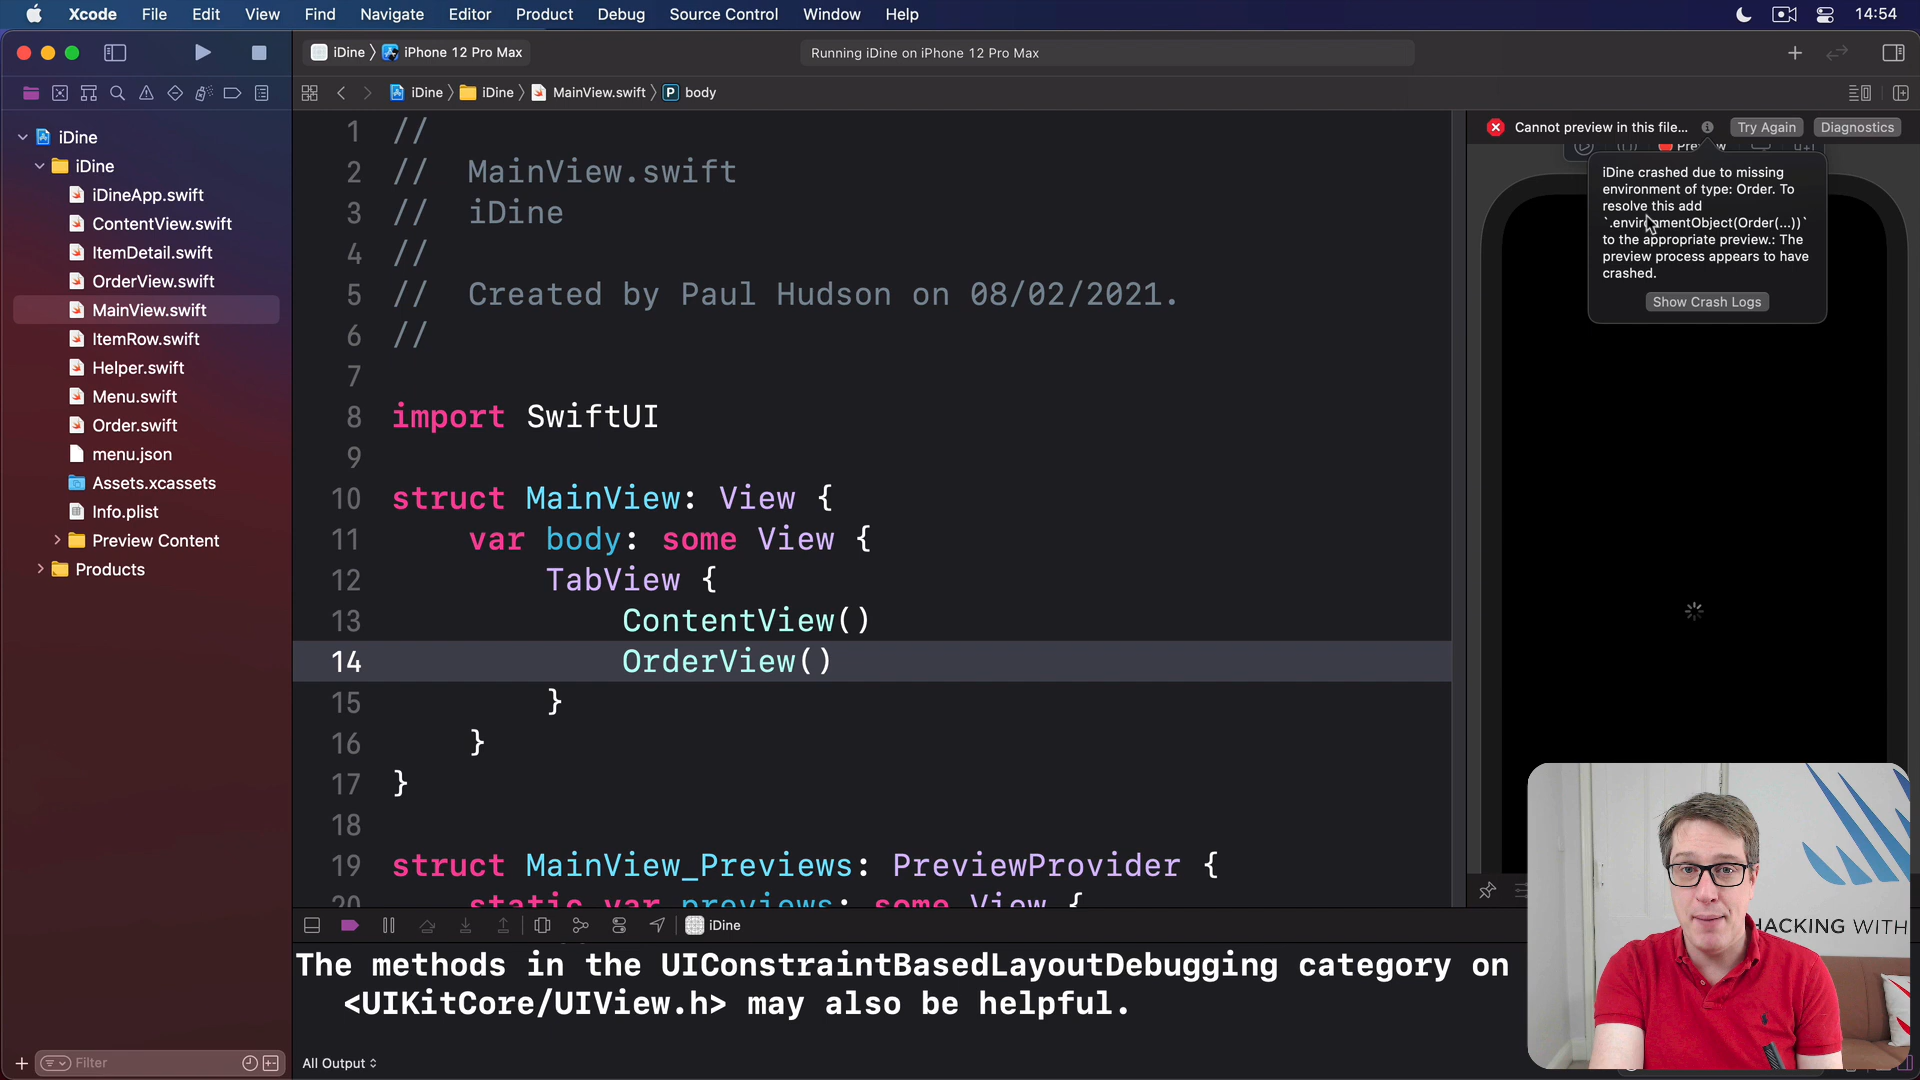 Xcode File Edit View Find Navigate Editor Product Debug Source Control Window Help 14:54
iDine iPhone 12 Pro Max
Running iDine on iPhone 12 Pro Max
iDine iDine MainView.swift P body
iDine
iDine
iDineApp.swift
ContentView.swift
ItemDetail.swift
OrderView.swift
MainView.swift
ItemRow.swift
Helper.swift
Menu.swift
Order.swift
menu.json
Assets.xcassets
Info.plist
Preview Content
Products
Filter
1 //
2 // MainView.swift
3 // iDine
4 //
5 // Created by Paul Hudson on 08/02/2021.
6 //
7
8 import SwiftUI
9
10 struct MainView: View {
11 var body: some View {
12 TabView {
13 ContentView()
14 OrderView()
15 }
16 }
17 }
18
19 struct MainView_Previews: PreviewProvider {
20 static var previews: some View {
Cannot preview in this file... Try Again Diagnostics
iDine crashed due to missing
environment of type: Order. To
resolve this add
`.environmentObject(Order(...))`
to the appropriate preview.: The
preview process appears to have
crashed.
Show Crash Logs
iDine
The methods in the UIConstraintBasedLayoutDebugging category on
<UIKitCore/UIView.h> may also be helpful.
All Output
HACKING WITH